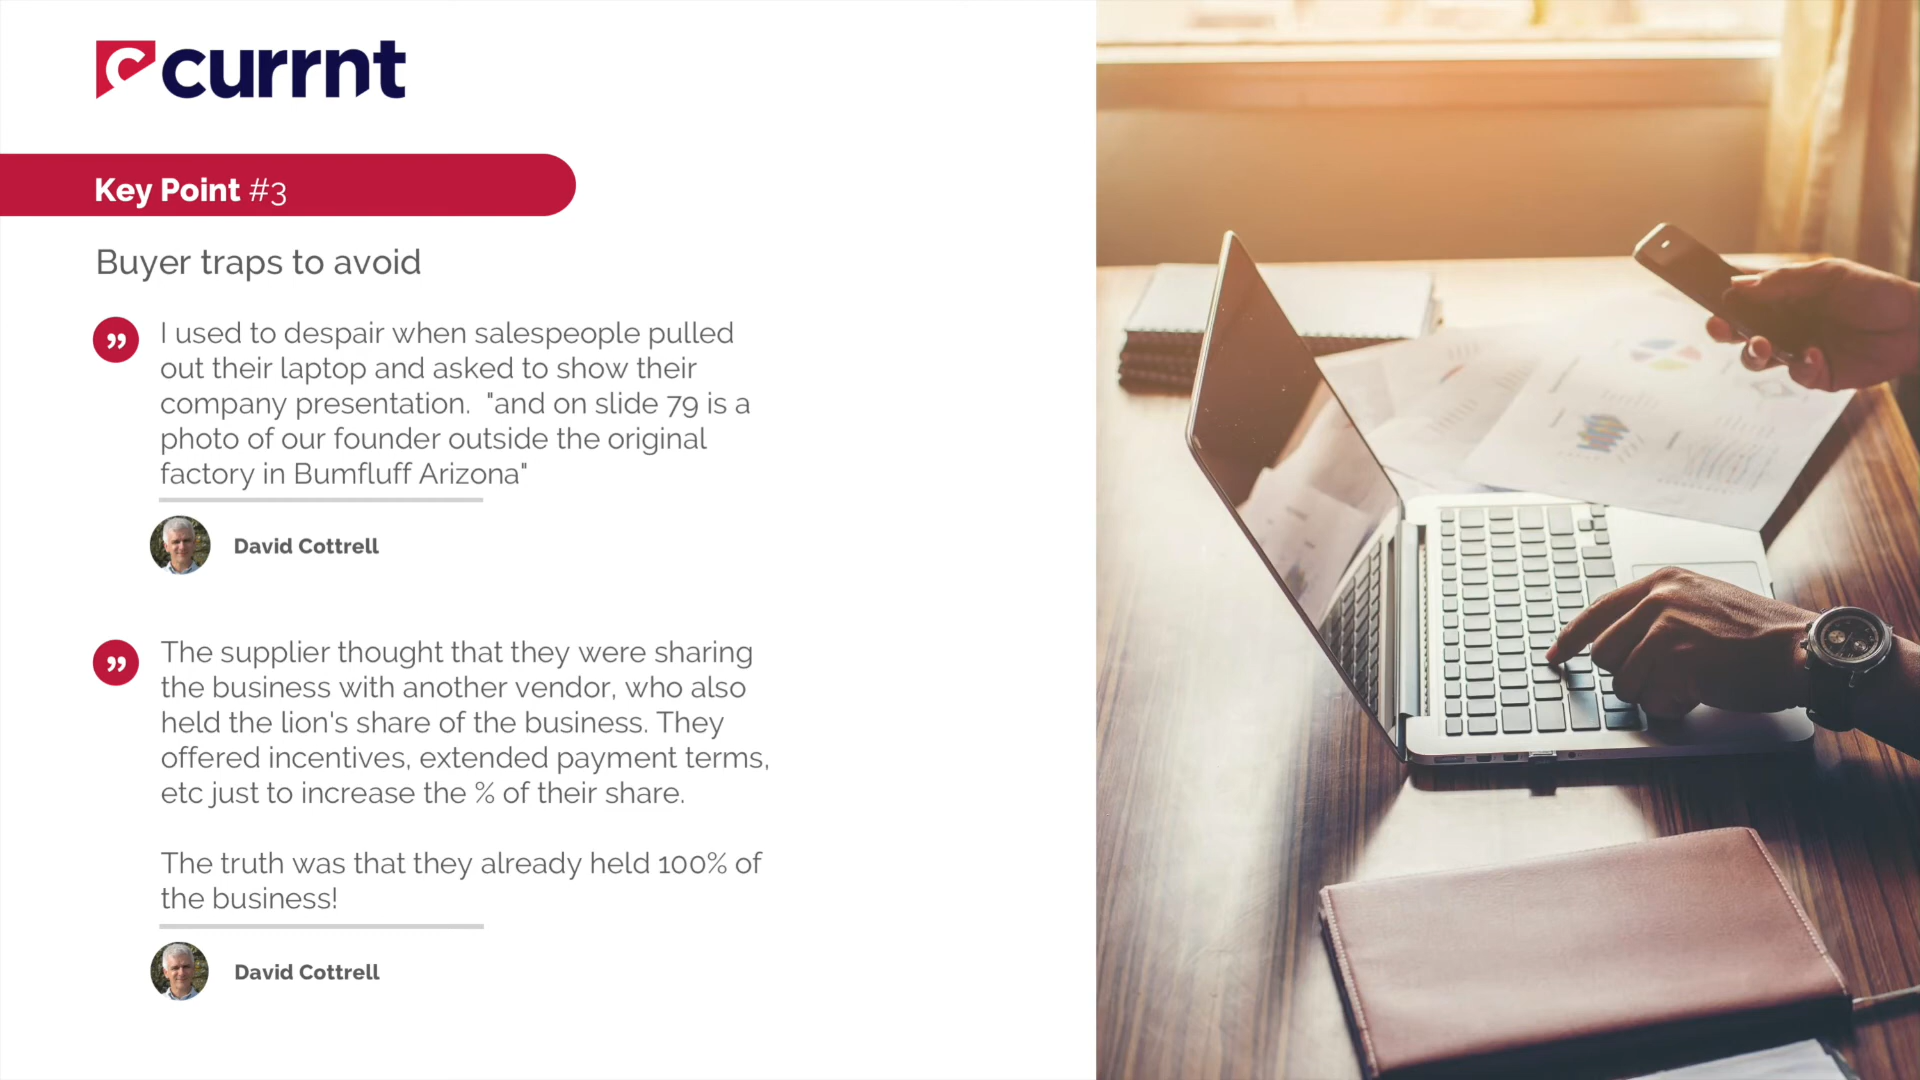 currnt
Key Point #3
Buyer traps to avoid
I used to despair when salespeople pulled
out their laptop and asked to show their
company presentation.  "and on slide 79 is a
photo of our founder outside the original
factory in Bumfluff Arizona"
David Cottrell
The supplier thought that they were sharing
the business with another vendor, who also
held the lion's share of the business. They
offered incentives, extended payment terms,
etc just to increase the % of their share.
The truth was that they already held 100% of
the business!
David Cottrell